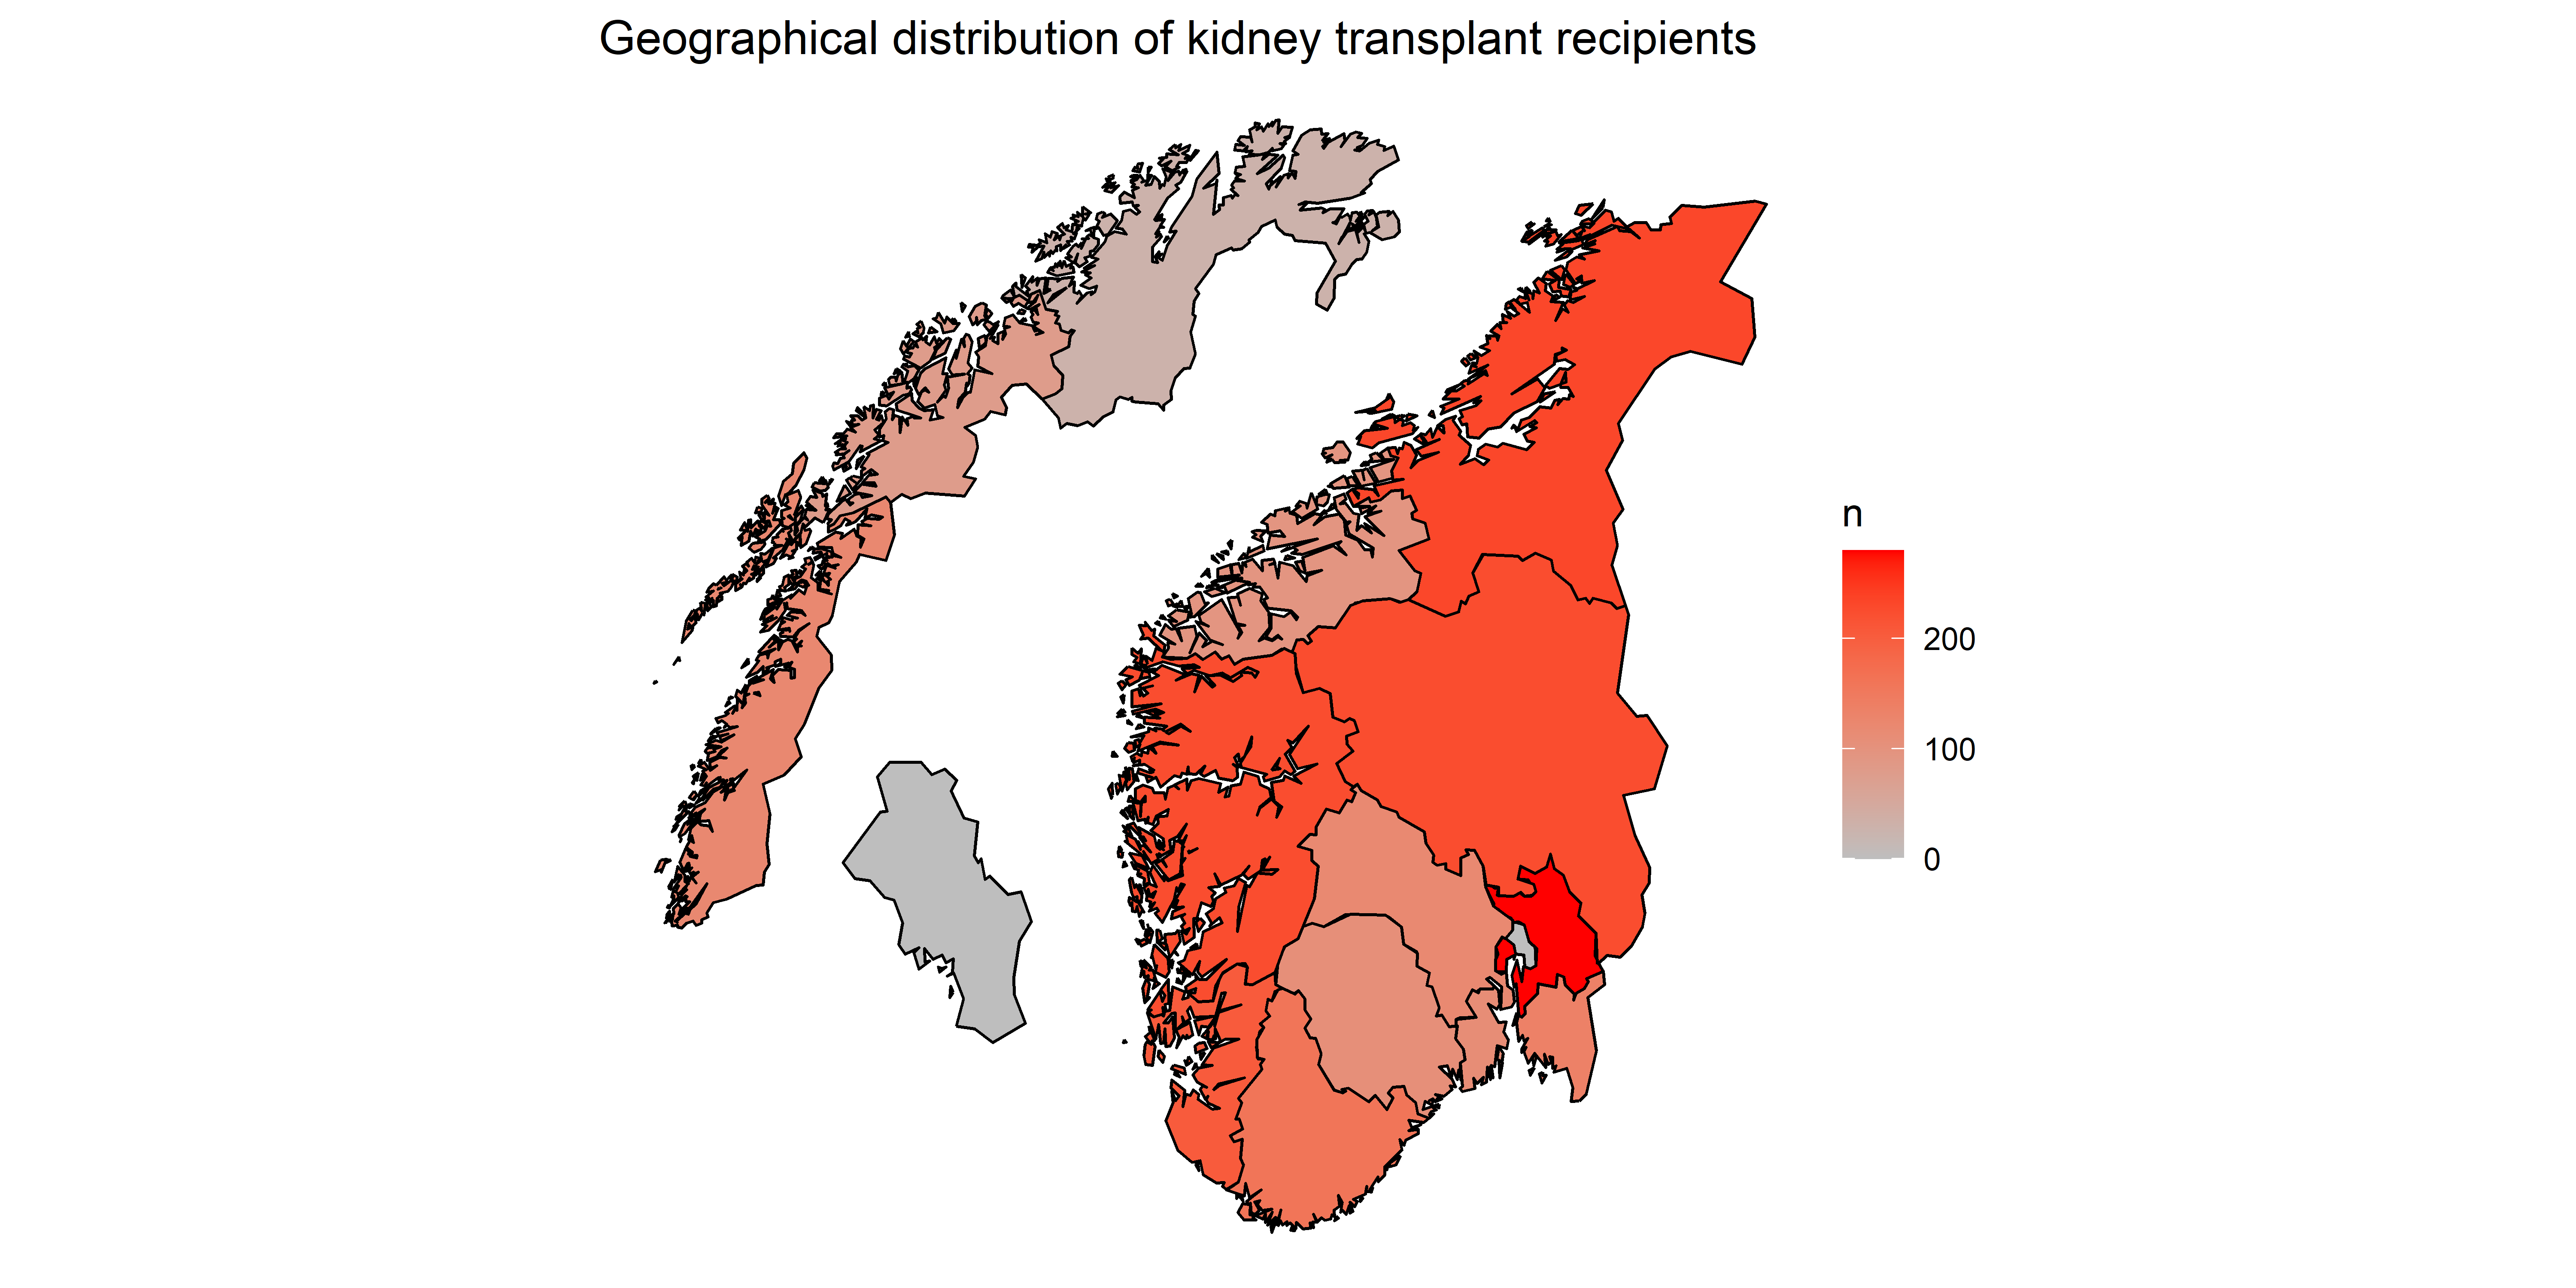 Geographical distribution of kidney transplant recipients
n
200
100
0